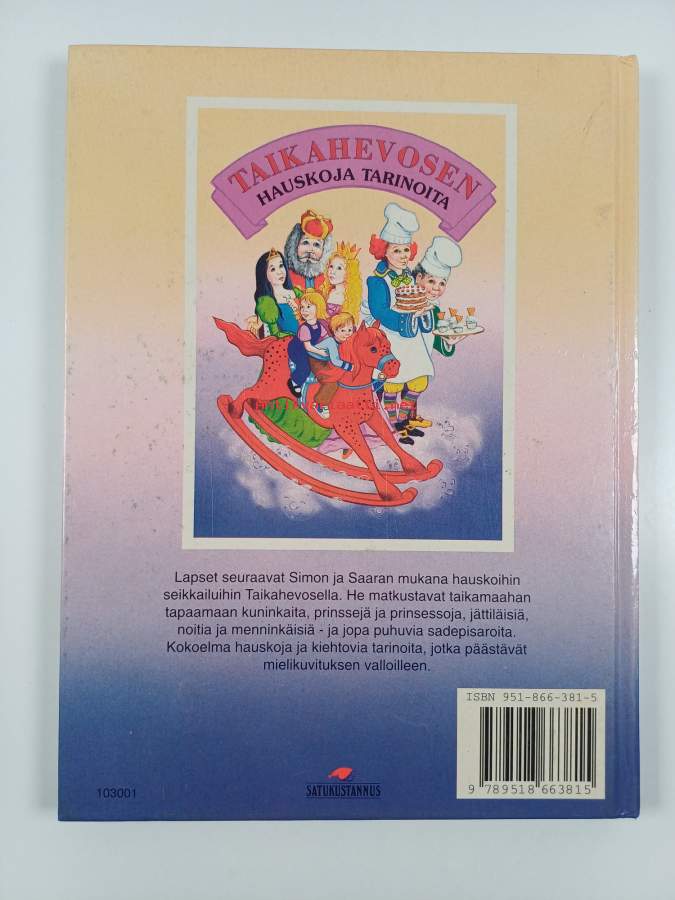 TAIKAHEVOSEN
HAUSKOJA TARINOITA
Lapset seuraavat Simon ja Saaran mukana hauskoihin
seikkailuihin Taikahevosella. He matkustavat taikamaahan
tapaamaan kuninkaita, prinssejä ja prinsessoja, jättiläisiä,
noitia ja menninkäisiä - ja jopa puhuvia sadepisaroita.
Kokoelma hauskoja ja kiehtovia tarinoita, jotka päästävät
mielikuvituksen valloilleen.
ISBN 951-866-381-5
9 789518 663815
103001
SATUKUSTANNUS